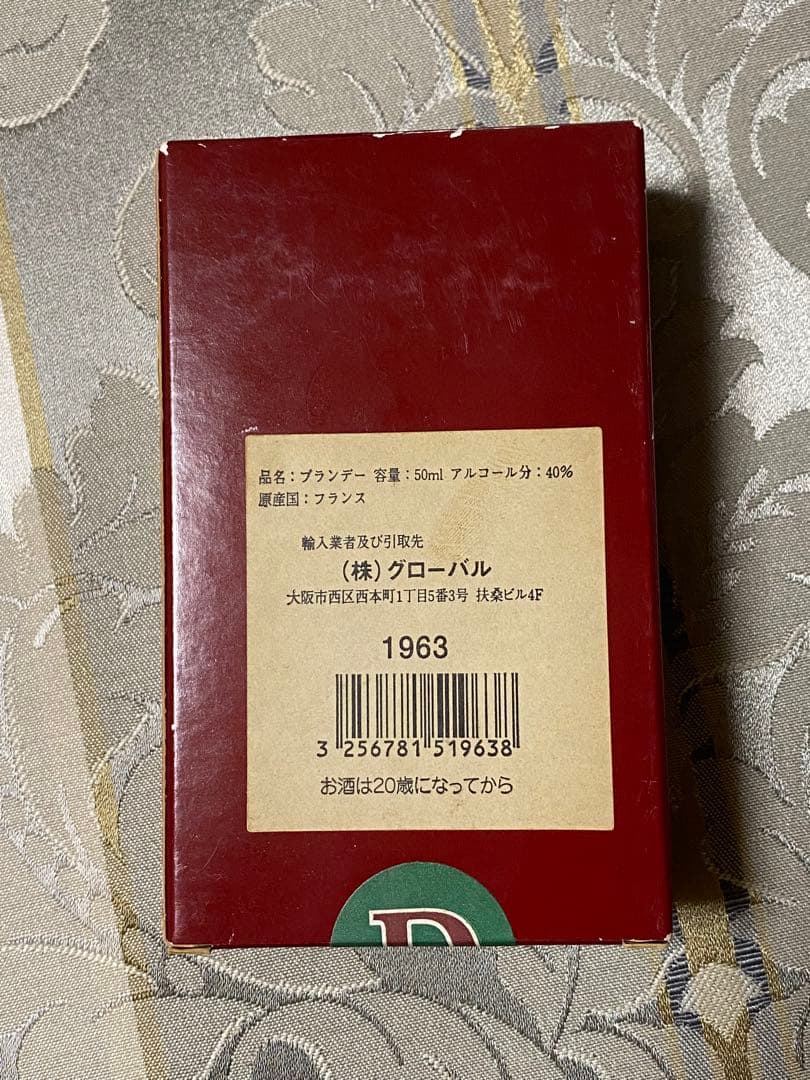 品名：ブランデー 容量：50ml アルコール分：40%
原産国：フランス
輸入業者及び引取先
(株)グローバル
大阪市西区西本町1丁目5番3号 扶桑ビル4F
1963
3 256781 519638
お酒は20歳になってから